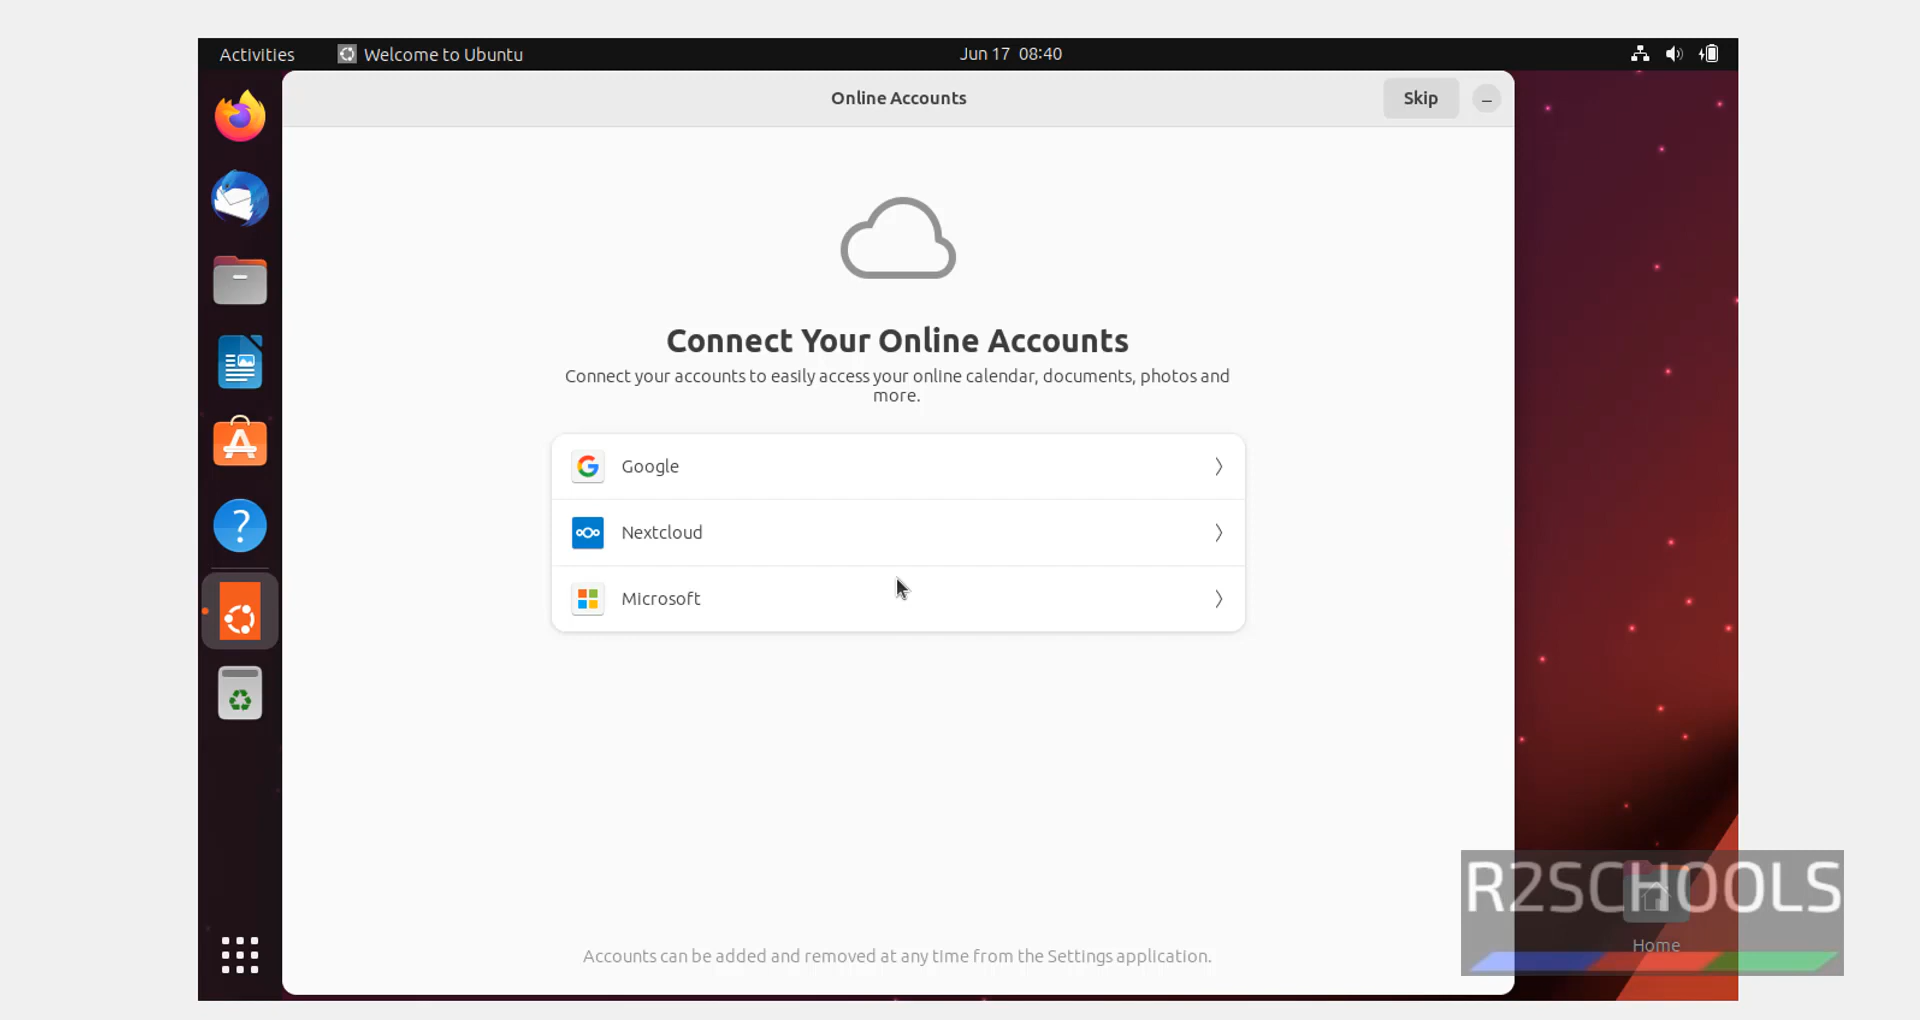 Activities
Welcome to Ubuntu
Jun 17 08:40
Online Accounts
Skip
Connect Your Online Accounts
Connect your accounts to easily access your online calendar, documents, photos and
more.
Google
Nextcloud
Microsoft
Accounts can be added and removed at any time from the Settings application.
R2SCHOOLS
Home